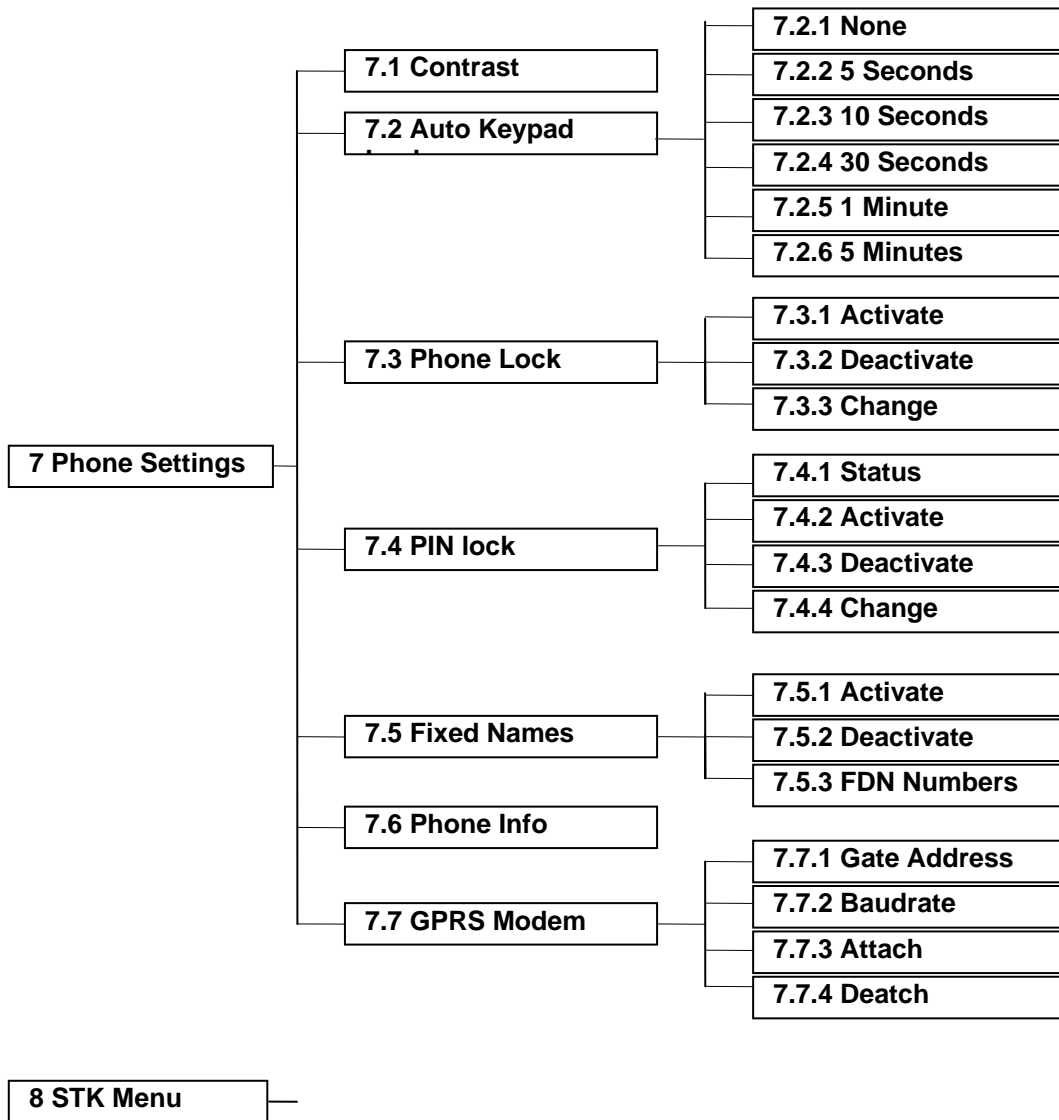 7 Phone Settings
7.1 Contrast
7.2 Auto Keypad
7.2.1 None
7.2.2 5 Seconds
7.2.3 10 Seconds
7.2.4 30 Seconds
7.2.5 1 Minute
7.2.6 5 Minutes
7.3 Phone Lock
7.3.1 Activate
7.3.2 Deactivate
7.3.3 Change
7.4 PIN lock
7.4.1 Status
7.4.2 Activate
7.4.3 Deactivate
7.4.4 Change
7.5 Fixed Names
7.5.1 Activate
7.5.2 Deactivate
7.5.3 FDN Numbers
7.6 Phone Info
7.7 GPRS Modem
7.7.1 Gate Address
7.7.2 Baudrate
7.7.3 Attach
7.7.4 Deatch
8 STK Menu